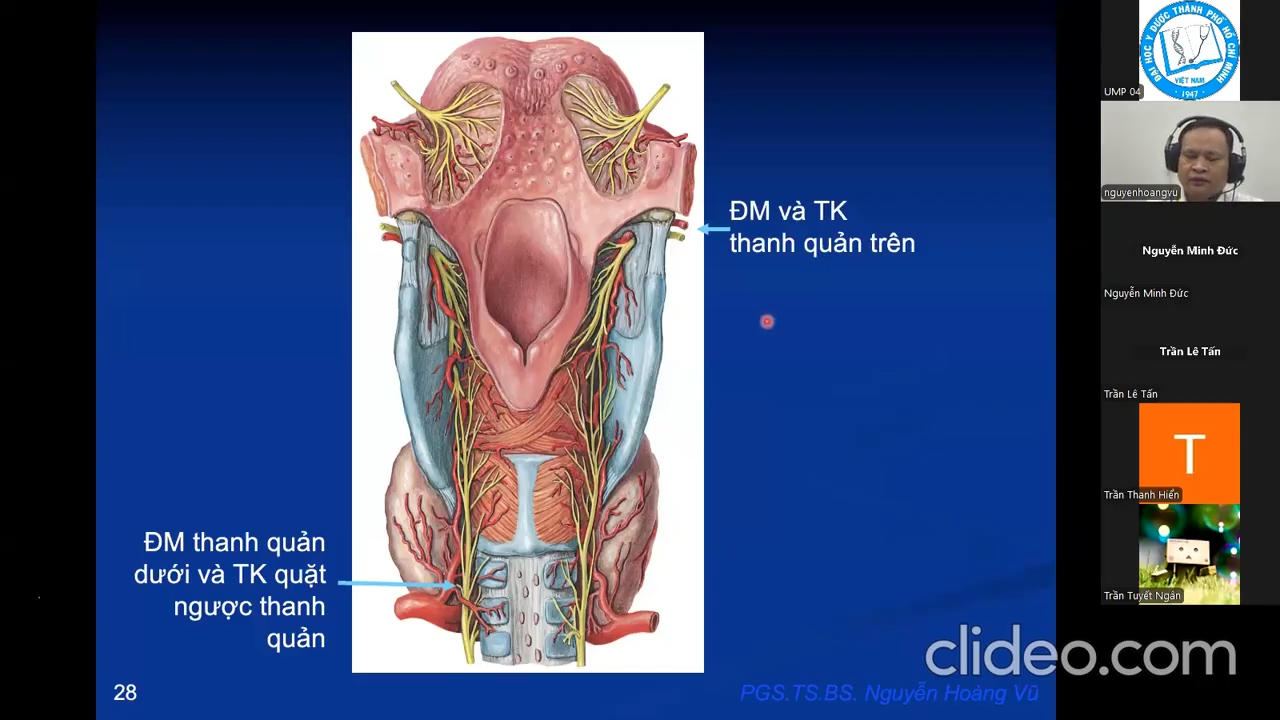 ĐM và TK
thanh quản trên
ĐM thanh quản
dưới và TK quặt
ngược thanh
quản
28
PGS.TS.BS. Nguyễn Hoàng Vũ
clideo.com
ĐẠI HỌC Y DƯỢC THÀNH PHỐ HỒ CHÍ MINH
VIỆT NAM
1947
UMP 04
nguyenhoangvu
Nguyễn Minh Đức
Nguyễn Minh Đức
Trần Lê Tấn
Trần Lê Tấn
T
Trần Thanh Hiển
Trần Tuyết Ngân